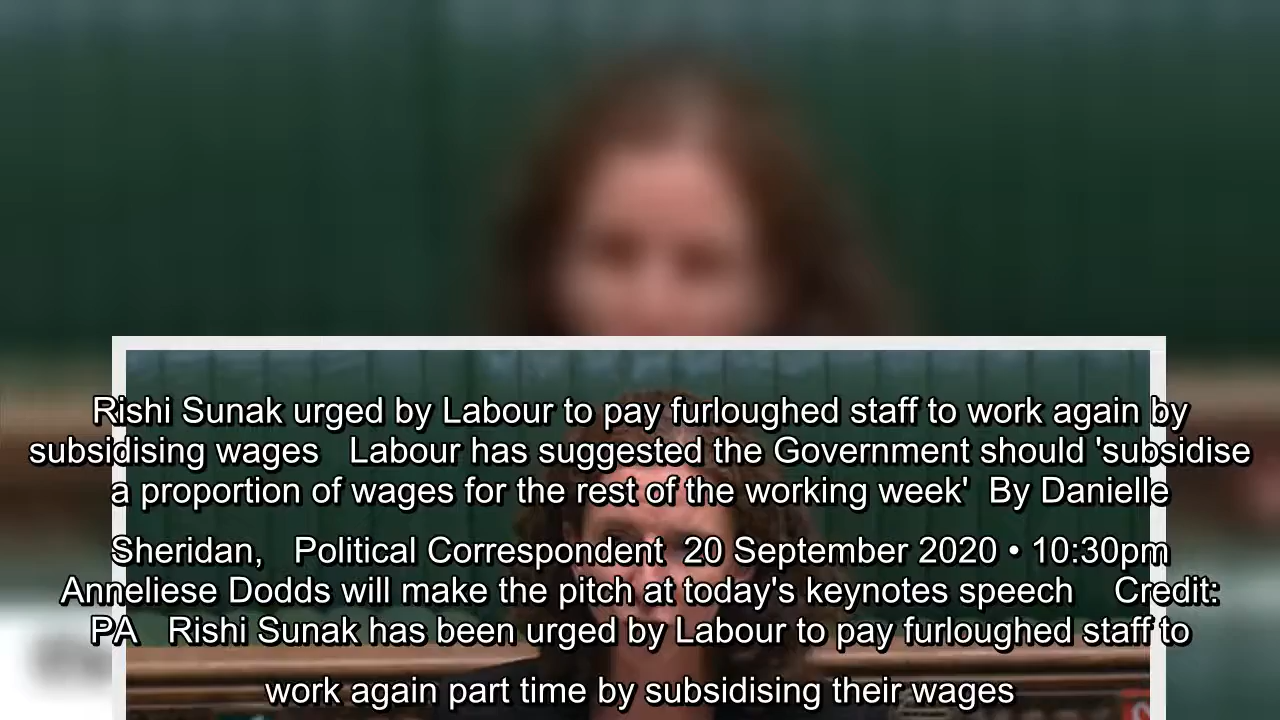 Rishi Sunak urged by Labour to pay furloughed staff to work again by
subsidising wages   Labour has suggested the Government should 'subsidise
a proportion of wages for the rest of the working week'  By Danielle
Sheridan,   Political Correspondent  20 September 2020 • 10:30pm
Anneliese Dodds will make the pitch at today's keynotes speech    Credit:
PA   Rishi Sunak has been urged by Labour to pay furloughed staff to
work again part time by subsidising their wages